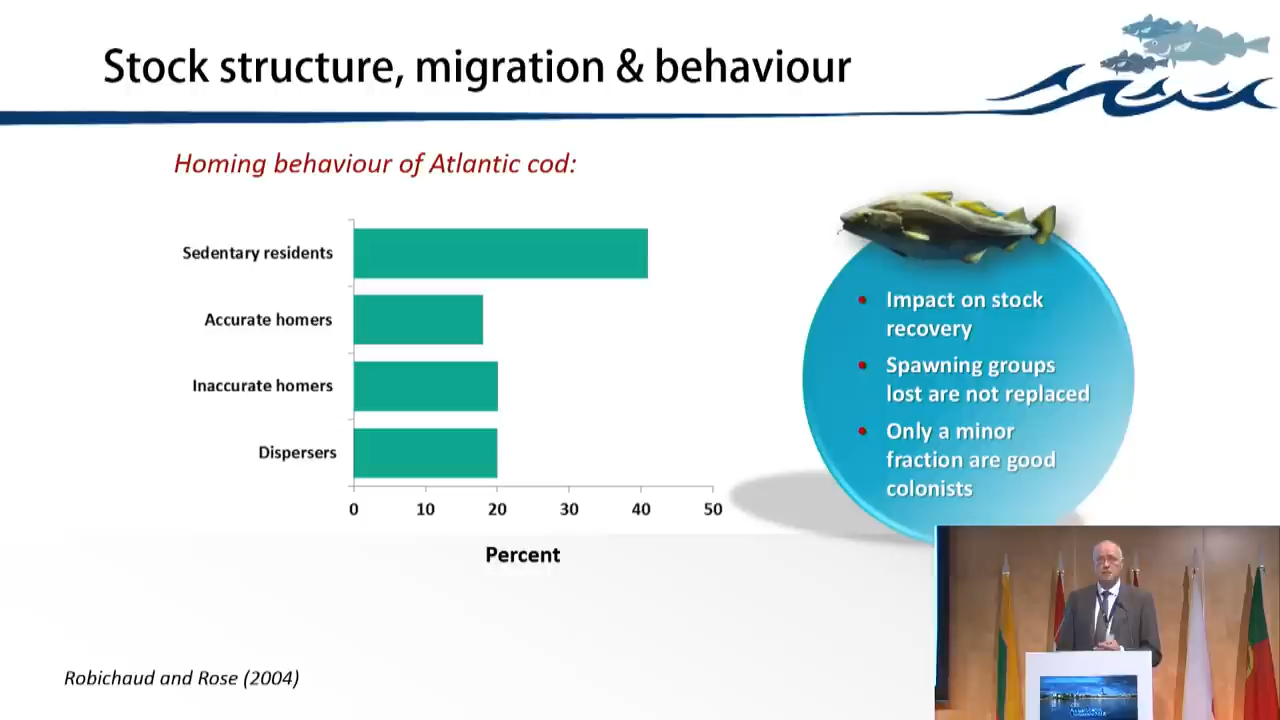 Stock structure, migration & behaviour
Homing behaviour of Atlantic cod:
Sedentary residents
Accurate homers
Inaccurate homers
Dispersers
0 10 20 30 40 50
Percent
• Impact on stock
recovery
• Spawning groups
lost are not replaced
• Only a minor
fraction are good
colonists
Robichaud and Rose (2004)